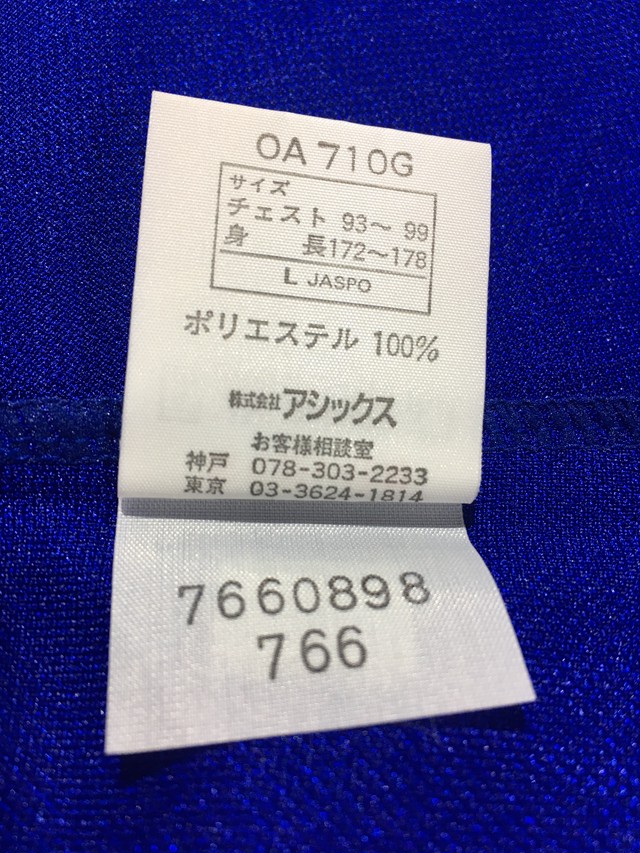 OA710G
サイズ
チェスト 93〜99
身 長172〜178
L JASPO
ポリエステル 100%
株式会社アシックス
お客様相談室
神戸 078-303-2233
東京 03-3624-1814
7660898
766